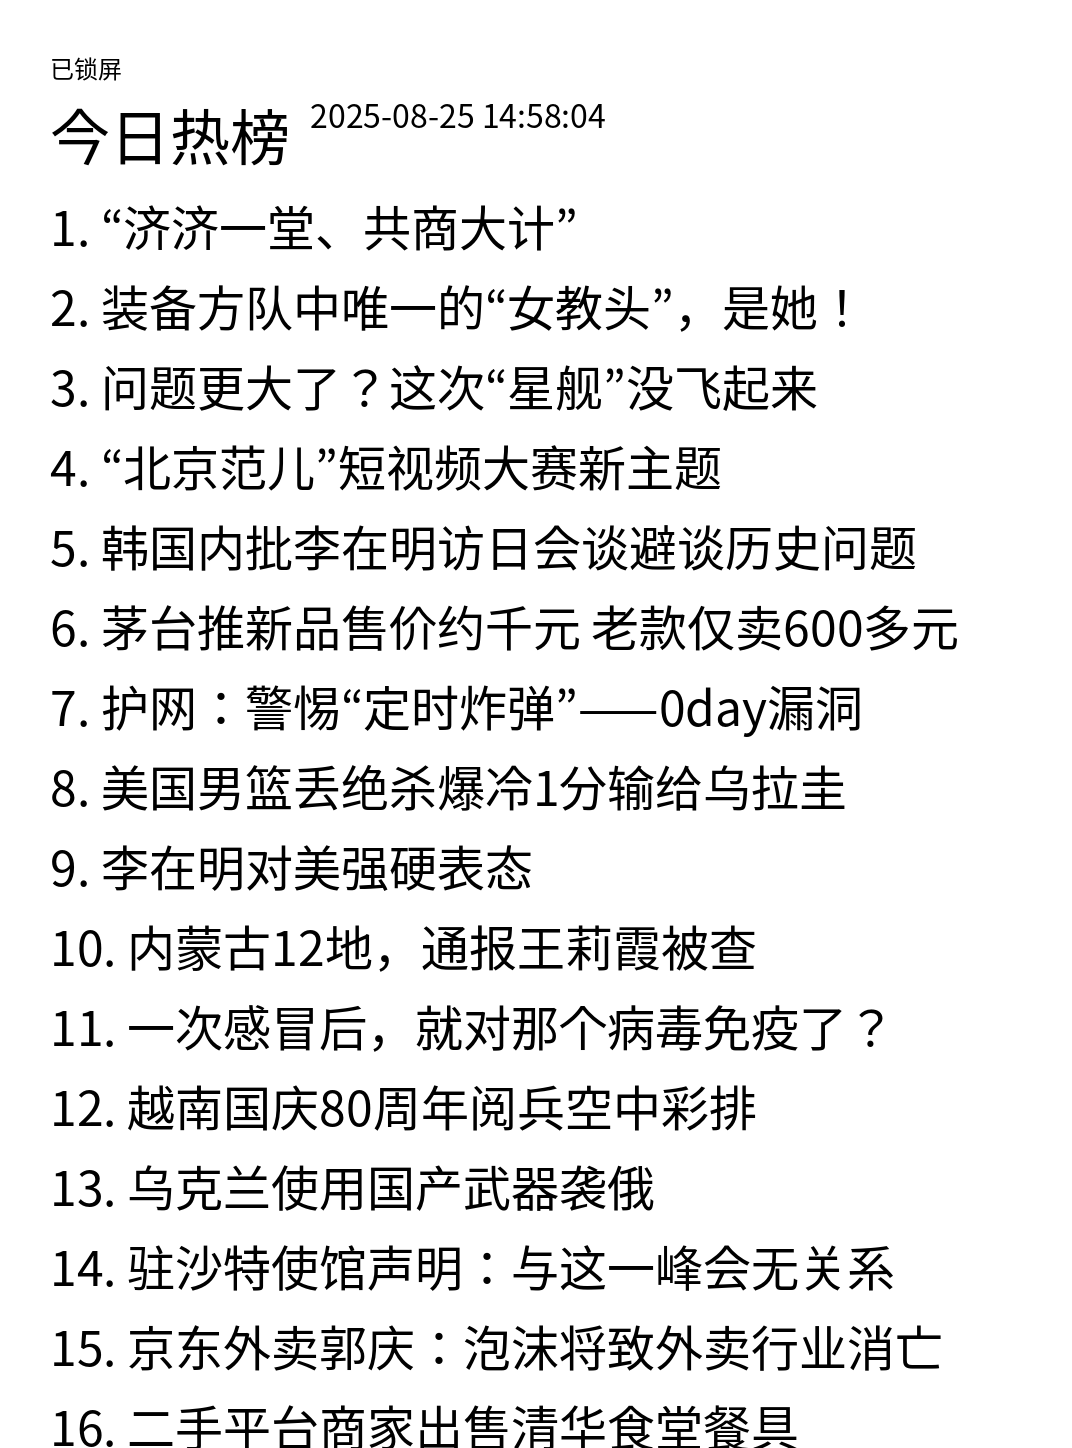 已锁屏
今日热榜 2025-08-25 14:58:04
1. “济济一堂、共商大计”
2. 装备方队中唯一的“女教头”，是她！
3. 问题更大了？这次“星舰”没飞起来
4. “北京范儿”短视频大赛新主题
5. 韩国内批李在明访日会谈避谈历史问题
6. 茅台推新品售价约千元 老款仅卖600多元
7. 护网：警惕“定时炸弹”——0day漏洞
8. 美国男篮丢绝杀爆冷1分输给乌拉圭
9. 李在明对美强硬表态
10. 内蒙古12地，通报王莉霞被查
11. 一次感冒后，就对那个病毒免疫了？
12. 越南国庆80周年阅兵空中彩排
13. 乌克兰使用国产武器袭俄
14. 驻沙特使馆声明：与这一峰会无关系
15. 京东外卖郭庆：泡沫将致外卖行业消亡
16. 二手平台商家出售清华食堂餐具